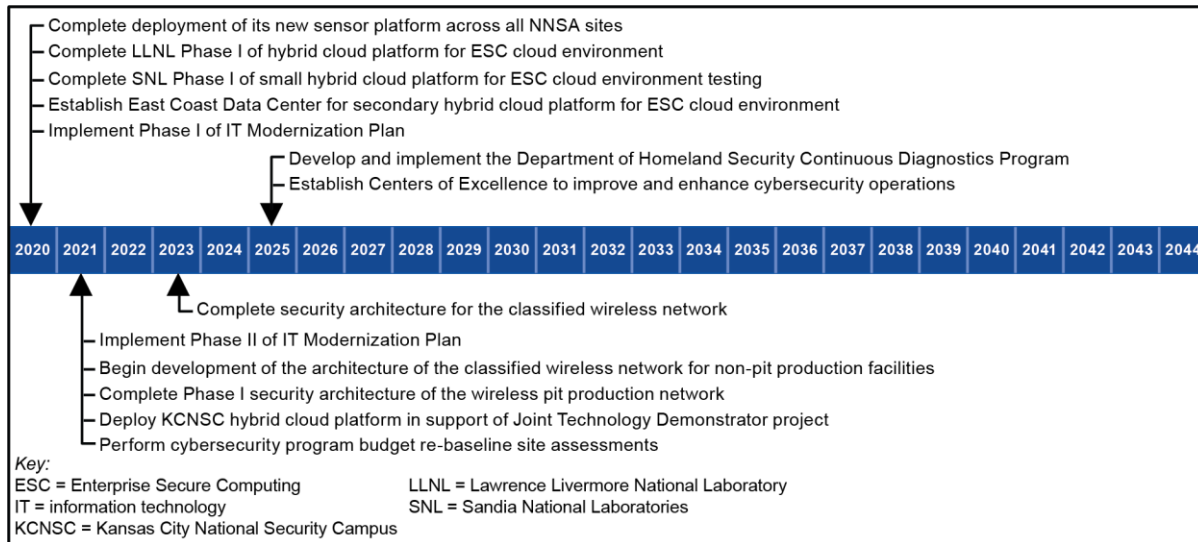 Complete deployment of its new sensor platform across all NNSA sites
Complete LLNL Phase I of hybrid cloud platform for ESC cloud environment
Complete SNL Phase I of small hybrid cloud platform for ESC cloud environment testing
Establish East Coast Data Center for secondary hybrid cloud platform for ESC cloud environment
Implement Phase I of IT Modernization Plan
Develop and implement the Department of Homeland Security Continuous Diagnostics Program
Establish Centers of Excellence to improve and enhance cybersecurity operations
2020 2021 2022 2023 2024 2025 2026 2027 2028 2029 2030 2031 2032 2033 2034 2035 2036 2037 2038 2039 2040 2041 2042 2043 2044
Complete security architecture for the classified wireless network
Implement Phase II of IT Modernization Plan
Begin development of the architecture of the classified wireless network for non-pit production facilities
Complete Phase I security architecture of the wireless pit production network
Deploy KCNSC hybrid cloud platform in support of Joint Technology Demonstrator project
Perform cybersecurity program budget re-baseline site assessments
Key:
ESC = Enterprise Secure Computing LLNL = Lawrence Livermore National Laboratory
IT = information technology SNL = Sandia National Laboratories
KCNSC = Kansas City National Security Campus